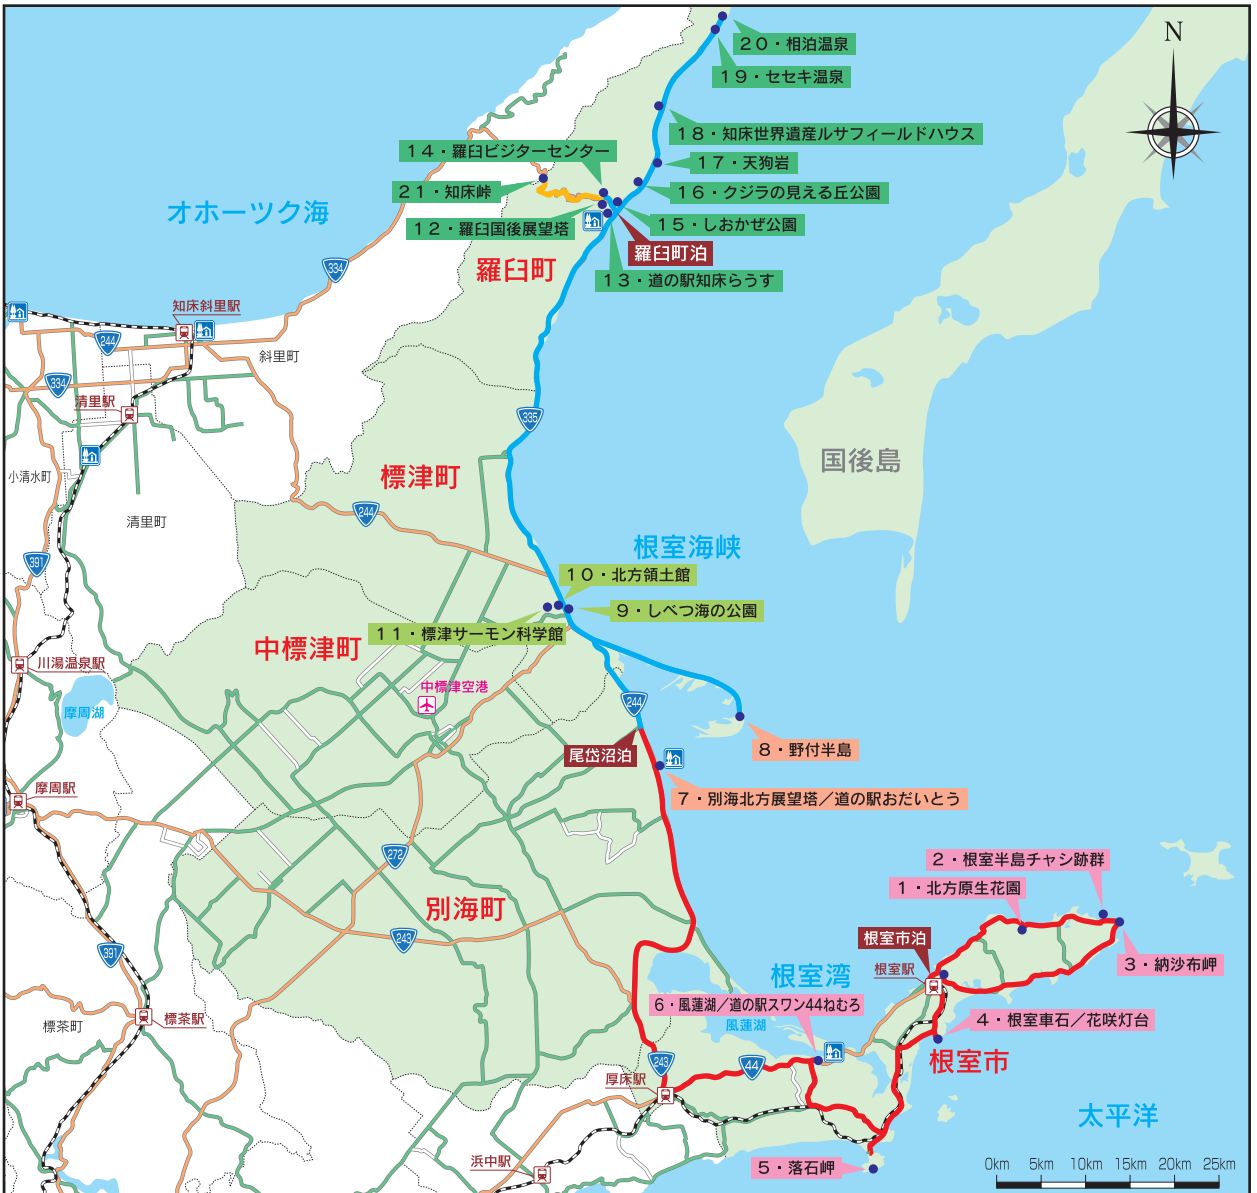 20・相泊温泉
N
19・セセキ温泉
18・知床世界遺産ルサフィールドハウス
14・羅臼ビジターセンター
17・天狗岩
21・知床峠
16・クジラの見える丘公園
オホーツク海
15・しおかぜ公園
12・羅臼国後展望塔
羅臼町泊
334
羅臼町
13・道の駅知床らうす
知床斜里駅
244
斜里町
334
清里駅
335
国後島
標津町
小清水町
244
清里町
根室海峡
391
10・北方領土館
9・しべつ海の公園
11・標津サーモン科学館
中標津町
川湯温泉駅
中標津空港
244
摩周湖
尾岱沼泊
8・野付半島
摩周駅
7・別海北方展望塔／道の駅おだいとう
272
2・根室半島チャシ跡群
1・北方原生花園
別海町
243
根室市泊
391
3・納沙布岬
根室駅
根室湾
6・風蓮湖／道の駅スワン44ねむろ
標茶駅
標茶町
風蓮湖
4・根室車石／花咲灯台
243
44
根室市
厚床駅
太平洋
浜中駅
5・落石岬
0km 5km 10km 15km 20km 25km